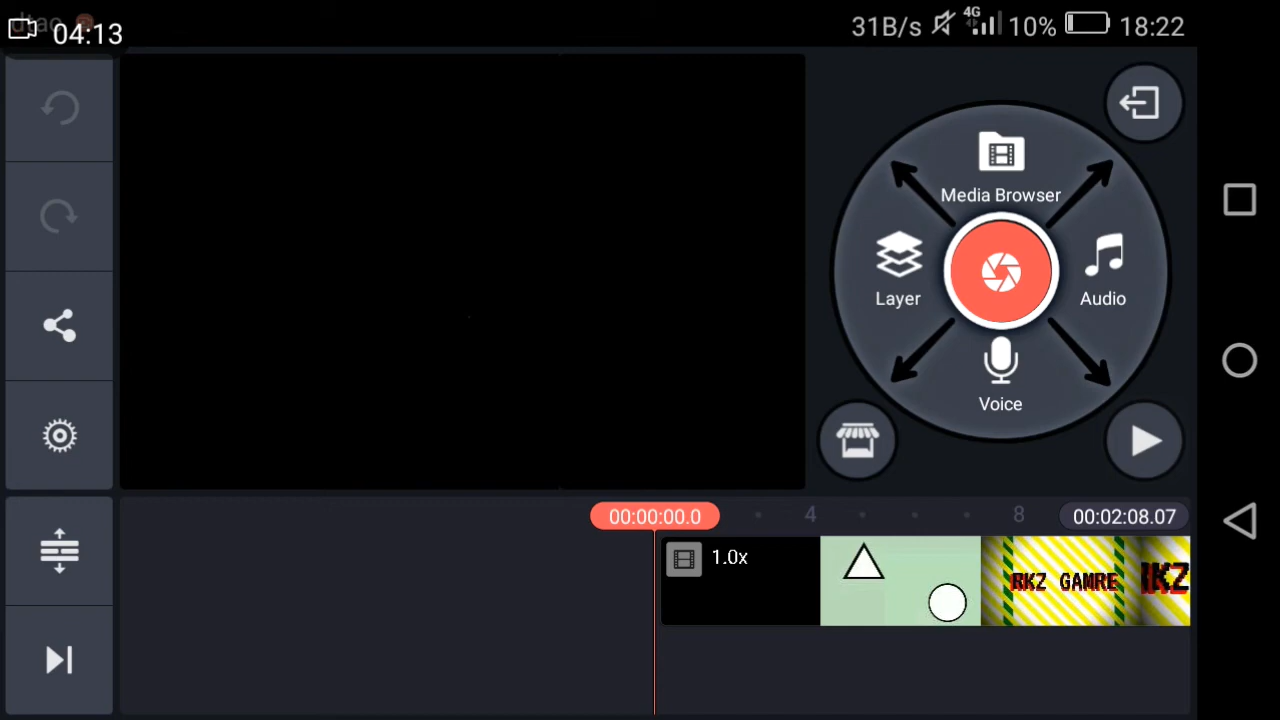 04:13
31B/s 4G 10% 18:22
Media Browser
Layer
Audio
Voice
00:00:00.0
4
8
00:02:08.07
1.0x
RKZ GAMRE
RKZ